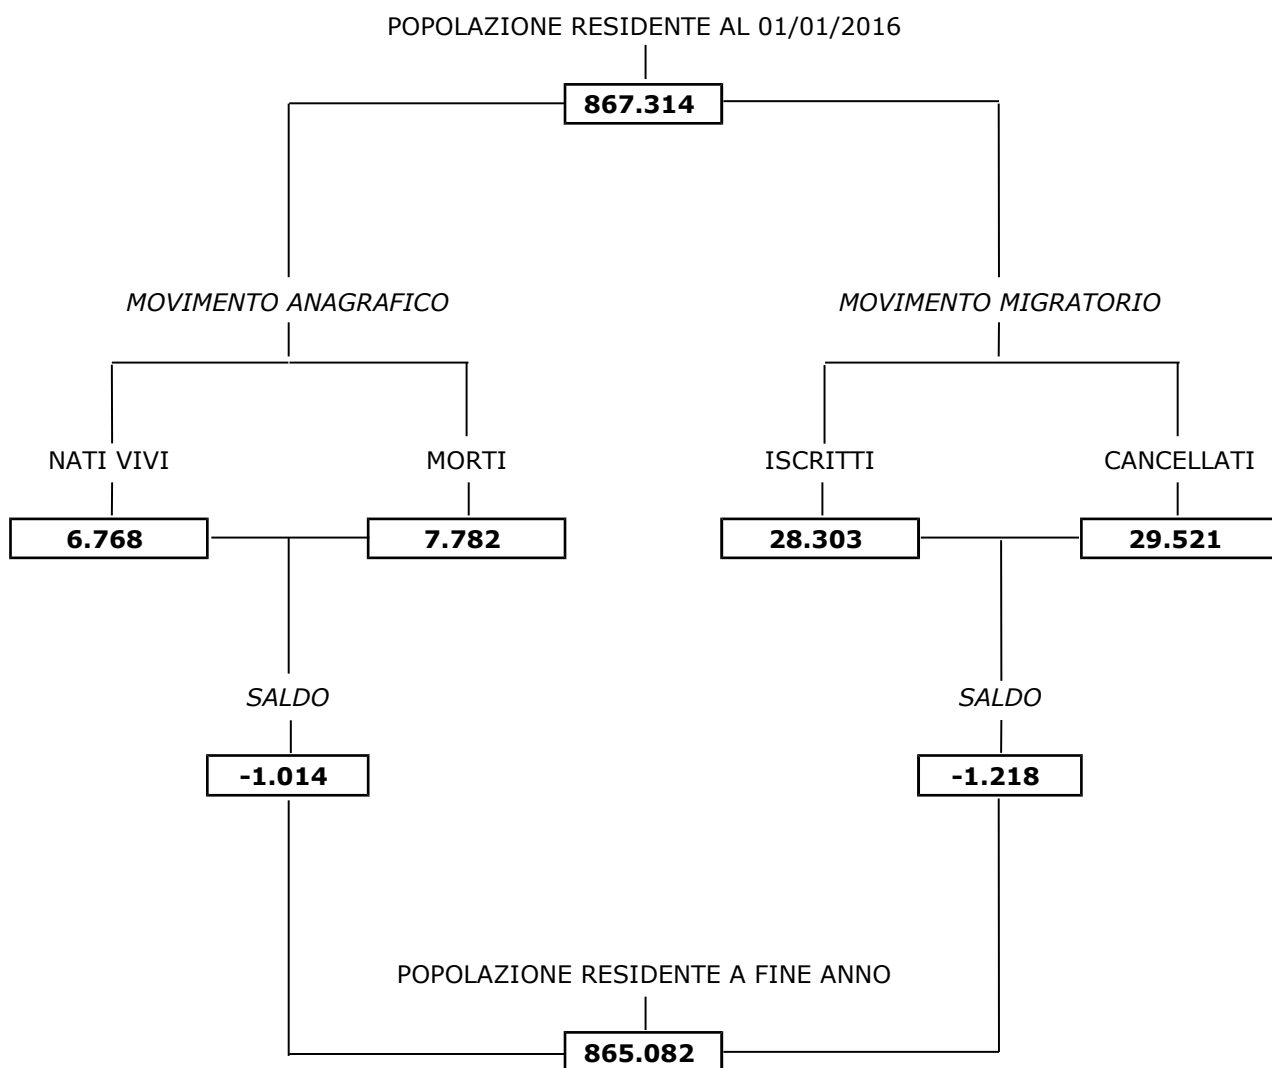 POPOLAZIONE RESIDENTE AL 01/01/2016
867.314
MOVIMENTO ANAGRAFICO
MOVIMENTO MIGRATORIO
NATI VIVI
MORTI
ISCRITTI
CANCELLATI
6.768
7.782
28.303
29.521
SALDO
SALDO
-1.014
-1.218
POPOLAZIONE RESIDENTE A FINE ANNO
865.082